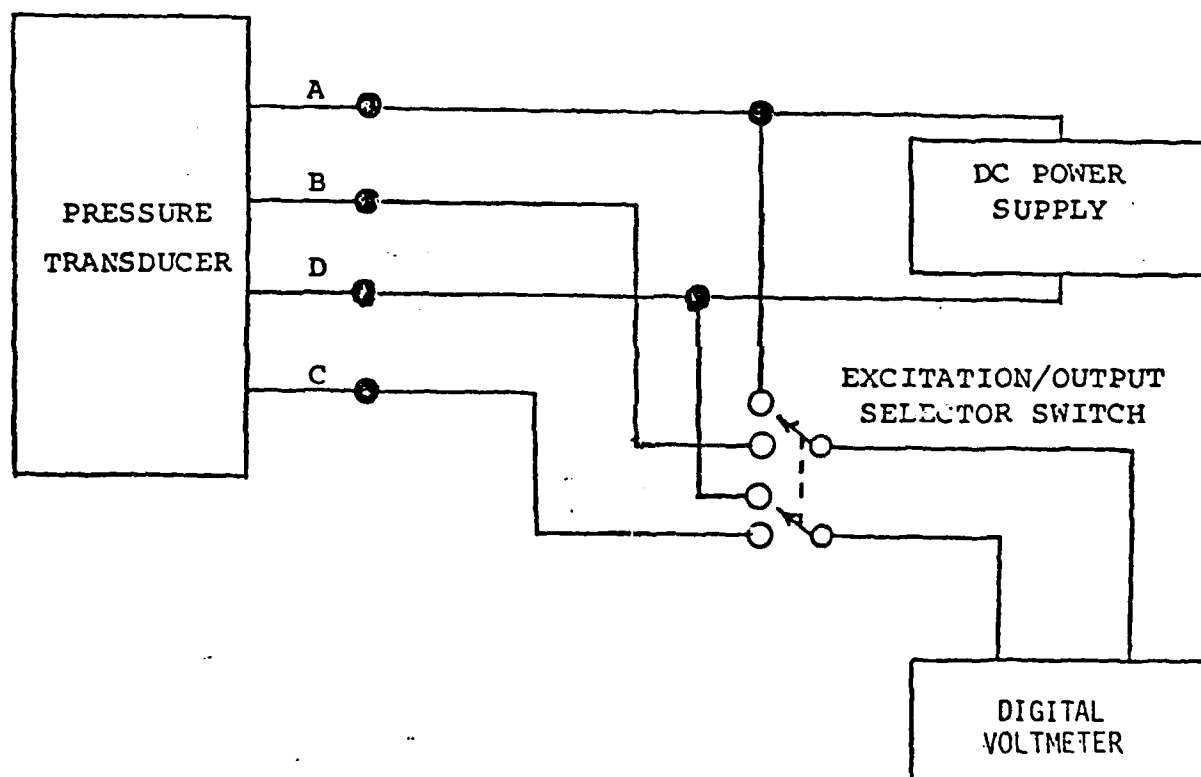 A
B
D
C
PRESSURE
TRANSDUCER
DC POWER
SUPPLY
EXCITATION/OUTPUT
SELECTOR SWITCH
DIGITAL
VOLTMETER